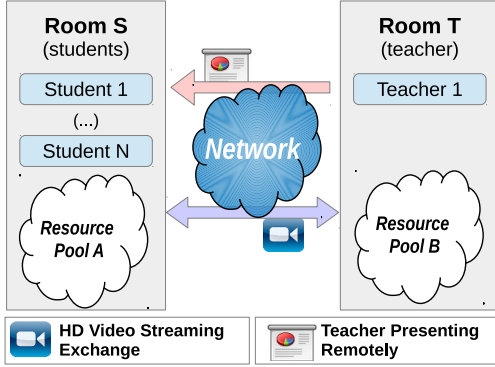 Room S
(students)
Student 1
(...)
Student N
Resource
Pool A
Network
Room T
(teacher)
Teacher 1
Resource
Pool B
HD Video Streaming
Exchange
Teacher Presenting
Remotely